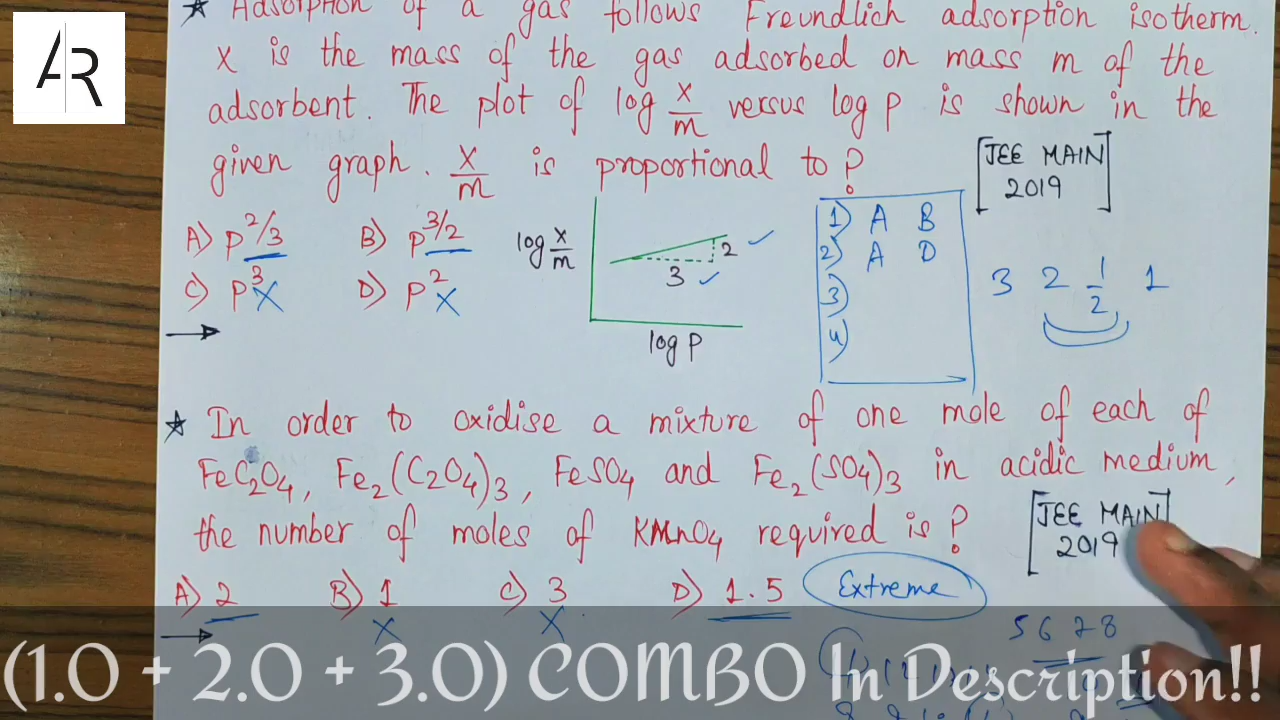 AR
★ Adsorption of a gas follows Freundlich adsorption isotherm.
x is the mass of the gas adsorbed on mass m of the
adsorbent. The plot of log x/m versus log P is shown in the
given graph. x/m is proportional to ?
[JEE MAIN
2019]
A) P^2/3 B) P^3/2
C) P^3 X D) P^2 X
log x/m
2 ✓
3 ✓
log P
1) A B
2) A D
3)
4)
3 2 1/2 1
★ In order to oxidise a mixture of one mole of each of
FeC2O4, Fe2(C2O4)3, FeSO4 and Fe2(SO4)3 in acidic medium,
the number of moles of KMnO4 required is ?
[JEE MAIN
2019
A) 2 B) 1 C) 3 D) 1.5
X X
Extreme
5 6 7 8
(1.0 + 2.0 + 3.0) COMBO In Description!!